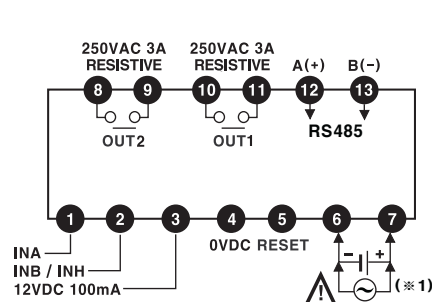 250VAC 3A 250VAC 3A
RESISTIVE RESISTIVE A(+) B(-)
8 9 10 11 12 13
OUT2 OUT1 RS485
1 2 3 4 5 6 7
0VDC RESET
- +
INA
INB / INH
12VDC 100mA
(※1)